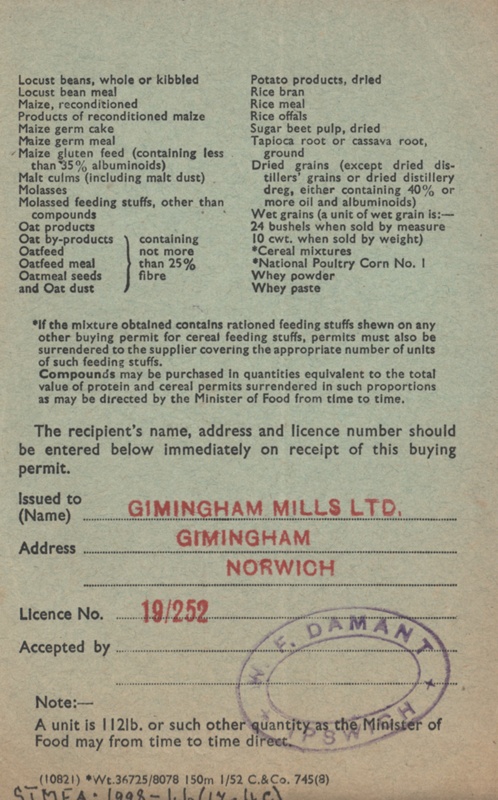 Locust beans, whole or kibbled
Locust bean meal
Maize, reconditioned
Products of reconditioned maize
Maize germ cake
Maize germ meal
Maize gluten feed (containing less
than 35% albuminoids)
Malt culms (including malt dust)
Molasses
Molassed feeding stuffs, other than
compounds
Oat products
Oat by-products
Oatfeed
Oatfeed meal
Oatmeal seeds
and Oat dust
containing
not more
than 25%
fibre
Potato products, dried
Rice bran
Rice meal
Rice offals
Sugar beet pulp, dried
Tapioca root or cassava root,
ground
Dried grains (except dried dis-
tillers' grains or dried distillery
dreg, either containing 40% or
more oil and albuminoids)
Wet grains (a unit of wet grain is:—
24 bushels when sold by measure
10 cwt. when sold by weight)
*Cereal mixtures
*National Poultry Corn No. 1
Whey powder
Whey paste
*If the mixture obtained contains rationed feeding stuffs shewn on any
other buying permit for cereal feeding stuffs, permits must also be
surrendered to the supplier covering the appropriate number of units
of such feeding stuffs.
Compounds may be purchased in quantities equivalent to the total
value of protein and cereal permits surrendered in such proportions
as may be directed by the Minister of Food from time to time.
The recipient's name, address and licence number should
be entered below immediately on receipt of this buying
permit.
Issued to
(Name) GIMINGHAM MILLS LTD.
Address GIMINGHAM
NORWICH
Licence No. 19/252
Accepted by
W. F. DAMANT
IPSWICH
Note:—
A unit is 112lb. or such other quantity as the Minister of
Food may from time to time direct.
(10821) *Wt.36725/8078 150m 1/52 C.&Co. 745(8)